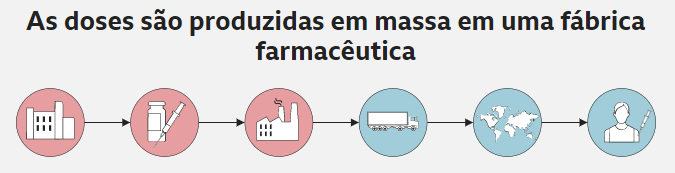 As doses são produzidas em massa em uma fábrica
farmacêutica